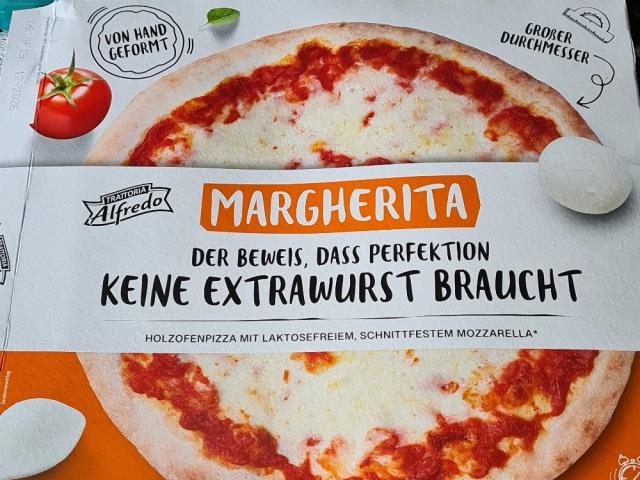 VON HAND
GEFORMT
GROßER
DURCHMESSER
TRATTORIA
Alfredo
MARGHERITA
DER BEWEIS, DASS PERFEKTION
KEINE EXTRAWURST BRAUCHT
HOLZOFENPIZZA MIT LAKTOSEFREIEM, SCHNITTFESTEM MOZZARELLA*